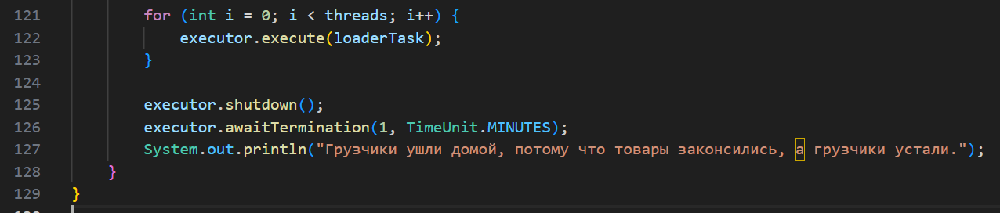 121 for (int i = 0; i < threads; i++) {
122 executor.execute(loaderTask);
123 }
124
125 executor.shutdown();
126 executor.awaitTermination(1, TimeUnit.MINUTES);
127 System.out.println("Грузчики ушли домой, потому что товары законсились, а грузчики устали.");
128 }
129 }